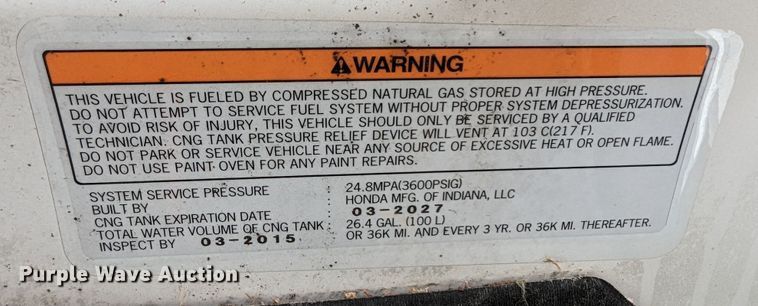 WARNING
THIS VEHICLE IS FUELED BY COMPRESSED NATURAL GAS STORED AT HIGH PRESSURE.
DO NOT ATTEMPT TO SERVICE FUEL SYSTEM WITHOUT PROPER SYSTEM DEPRESSURIZATION.
TO AVOID RISK OF INJURY, THIS VEHICLE SHOULD ONLY BE SERVICED BY A QUALIFIED
TECHNICIAN. CNG TANK PRESSURE RELIEF DEVICE WILL VENT AT 103 C(217 F).
DO NOT PARK OR SERVICE VEHICLE NEAR ANY SOURCE OF EXCESSIVE HEAT OR OPEN FLAME.
DO NOT USE PAINT OVEN FOR ANY PAINT REPAIRS.
SYSTEM SERVICE PRESSURE : 24.8MPA(3600PSIG)
BUILT BY : HONDA MFG. OF INDIANA, LLC
CNG TANK EXPIRATION DATE : 03-2027
TOTAL WATER VOLUME OF CNG TANK : 26.4 GAL. (100 L)
INSPECT BY 03-2015 OR 36K MI. AND EVERY 3 YR. OR 36K MI. THEREAFTER.
Purple Wave Auction
Purple Wave Auction